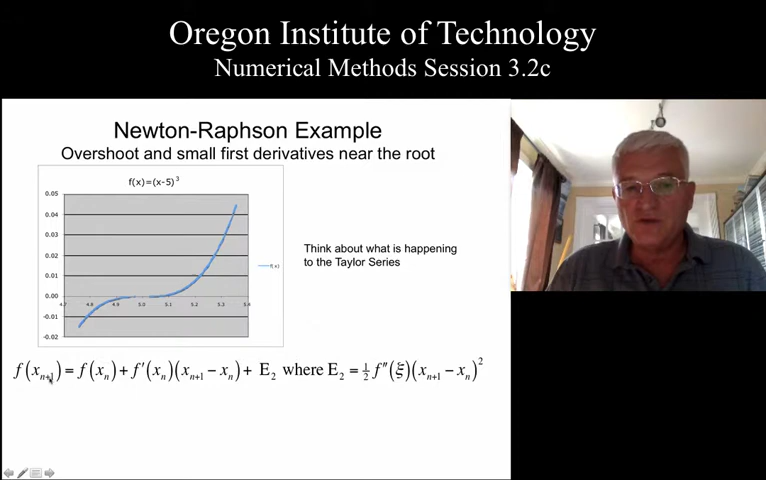 Oregon Institute of Technology
Numerical Methods Session 3.2c
Newton-Raphson Example
Overshoot and small first derivatives near the root
f(x)=(x-5)³
0.05
0.04
0.03
0.02
0.01
0.00
-0.01
-0.02
4.7 4.8 4.9 5.0 5.1 5.2 5.3 5.4
f(x)
Think about what is happening
to the Taylor Series
f(xₙ₊₁) = f(xₙ) + f′(xₙ)(xₙ₊₁ − xₙ) + E₂ where E₂ = ½ f″(ξ)(xₙ₊₁ − xₙ)²